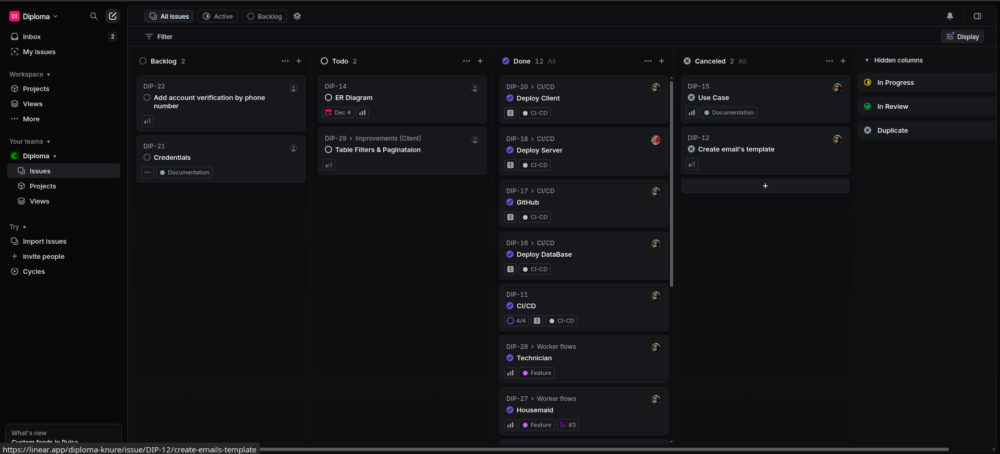 DI Diploma
Inbox 2
My issues
Workspace
Projects
Views
More
Your teams
Diploma
Issues
Projects
Views
Try
Import issues
Invite people
Cycles
What's new
Custom feeds in Pulse
https://linear.app/diploma-knure/issue/DIP-12/create-emails-template
All issues Active Backlog
Filter Display
Backlog 2
DIP-22
Add account verification by phone
number
DIP-21
Credentials
Documentation
Todo 2
DIP-14
ER Diagram
Dec 4
DIP-29 › Improvements (Client)
Table Filters & Paginataion
Done 12 All
DIP-20 › CI/CD
Deploy Client
CI-CD
DIP-18 › CI/CD
Deploy Server
CI-CD
DIP-17 › CI/CD
GitHub
CI-CD
DIP-16 › CI/CD
Deploy DataBase
CI-CD
DIP-11
CI/CD
4/4 CI-CD
DIP-28 › Worker flows
Technician
Feature
DIP-27 › Worker flows
Housemaid
Feature #3
Canceled 2 All
DIP-15
Use Case
Documentation
DIP-12
Create email's template
Hidden columns
In Progress
In Review
Duplicate